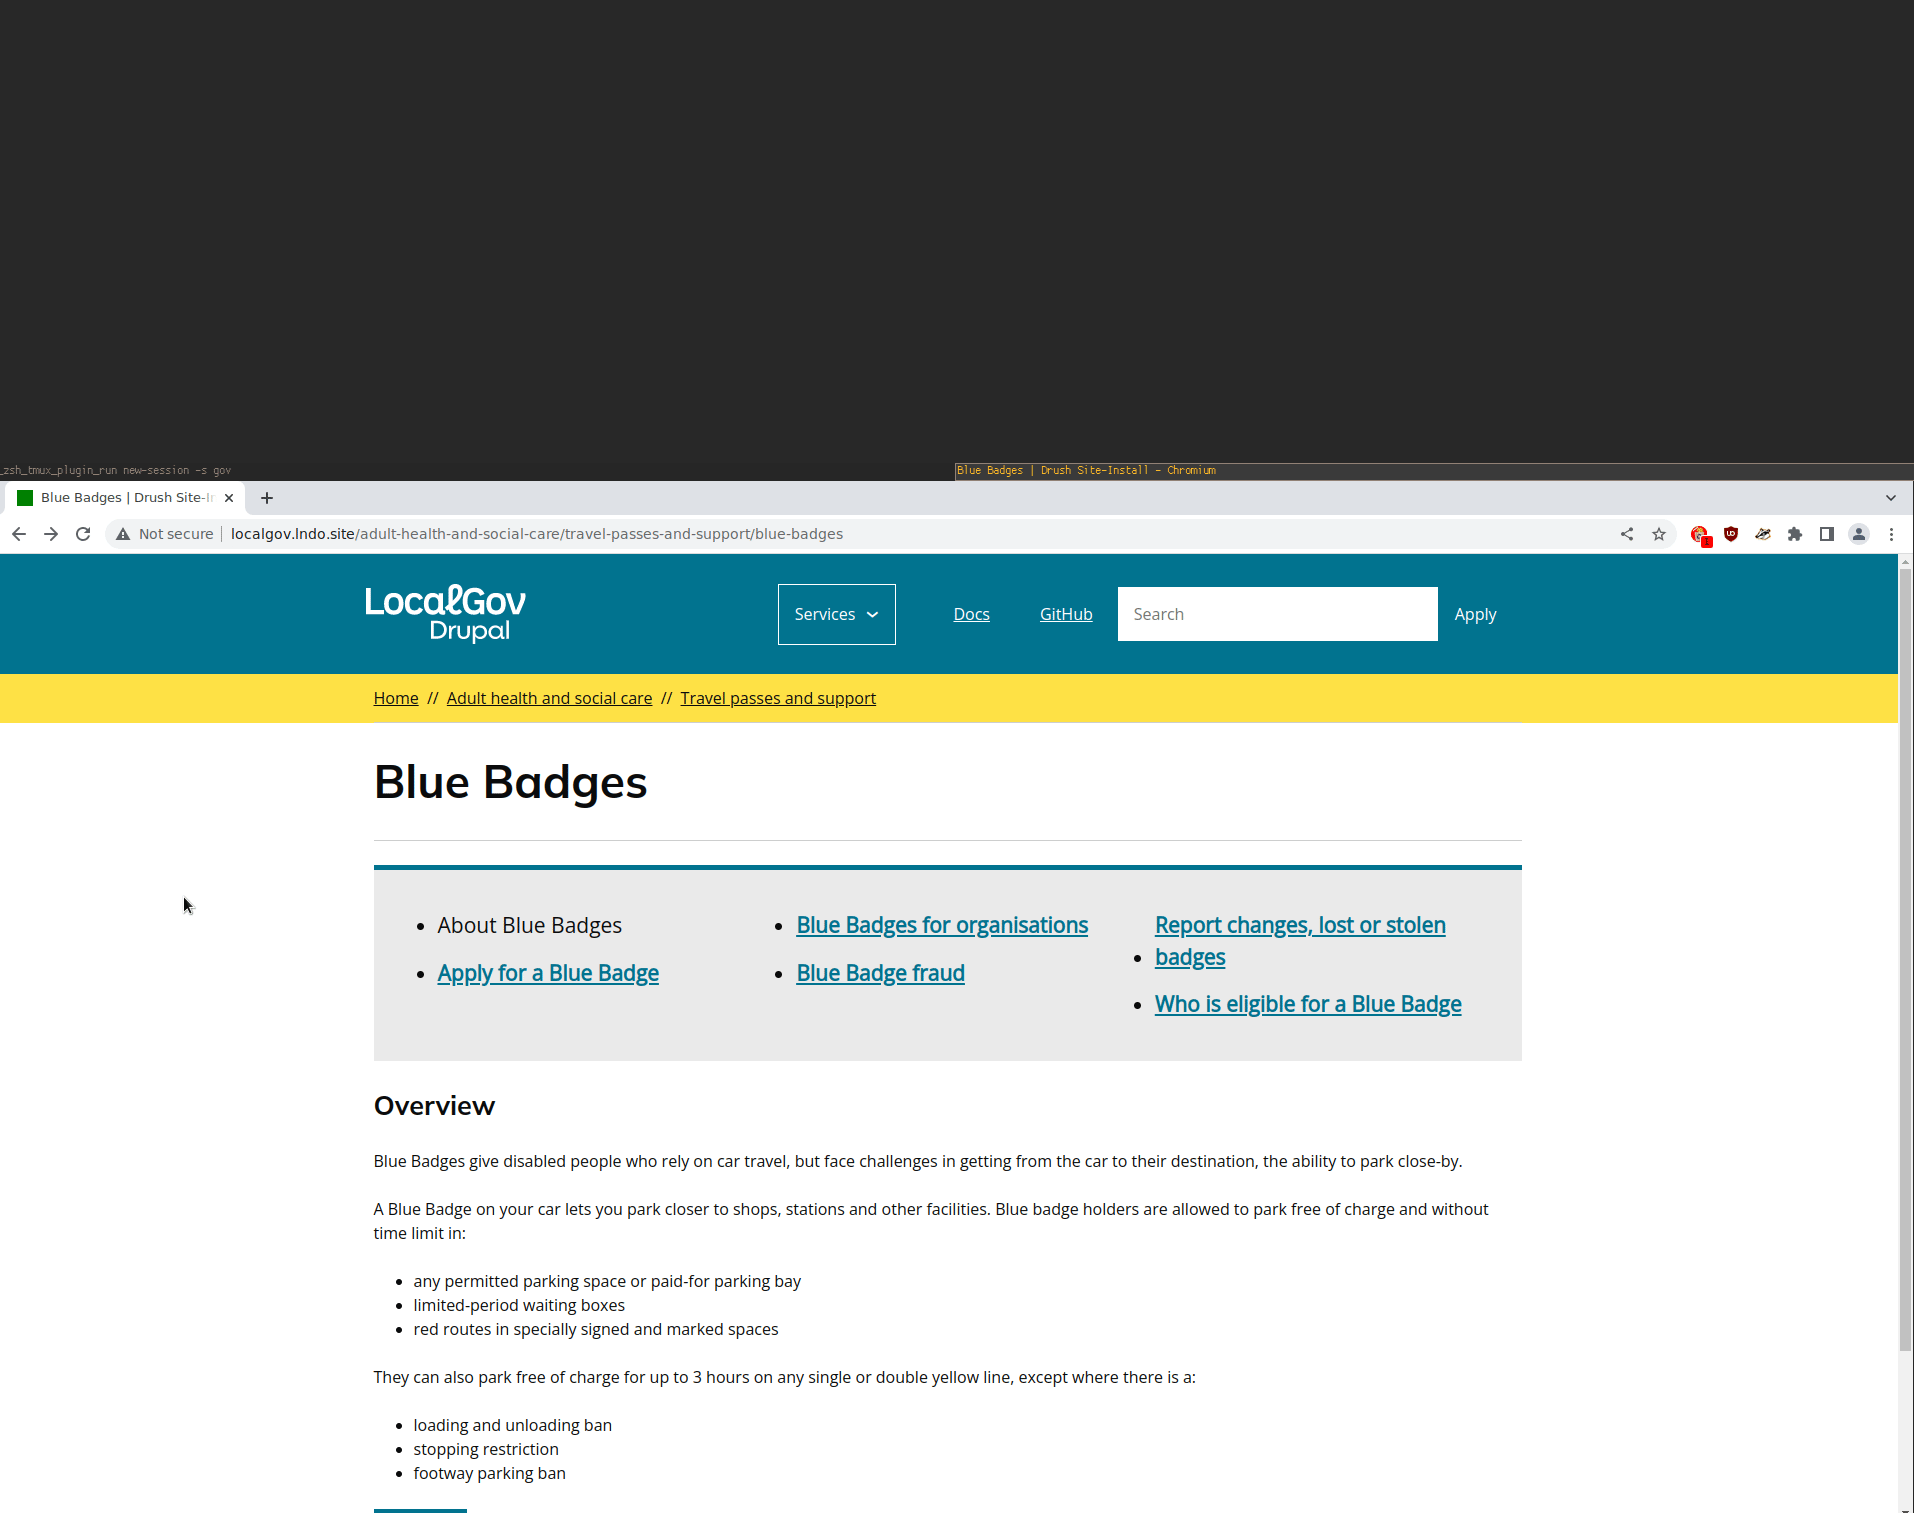 _zsh_tmux_plugin_run new-session -s gov
Blue Badges | Drush Site-Install - Chromium
Blue Badges | Drush Site-In
Not secure
localgov.lndo.site/adult-health-and-social-care/travel-passes-and-support/blue-badges
LocalGov
Drupal
Services
Docs
GitHub
Search
Apply
Home // Adult health and social care // Travel passes and support
Blue Badges
About Blue Badges
Apply for a Blue Badge
Blue Badges for organisations
Blue Badge fraud
Report changes, lost or stolen
badges
Who is eligible for a Blue Badge
Overview
Blue Badges give disabled people who rely on car travel, but face challenges in getting from the car to their destination, the ability to park close-by.
A Blue Badge on your car lets you park closer to shops, stations and other facilities. Blue badge holders are allowed to park free of charge and without
time limit in:
any permitted parking space or paid-for parking bay
limited-period waiting boxes
red routes in specially signed and marked spaces
They can also park free of charge for up to 3 hours on any single or double yellow line, except where there is a:
loading and unloading ban
stopping restriction
footway parking ban